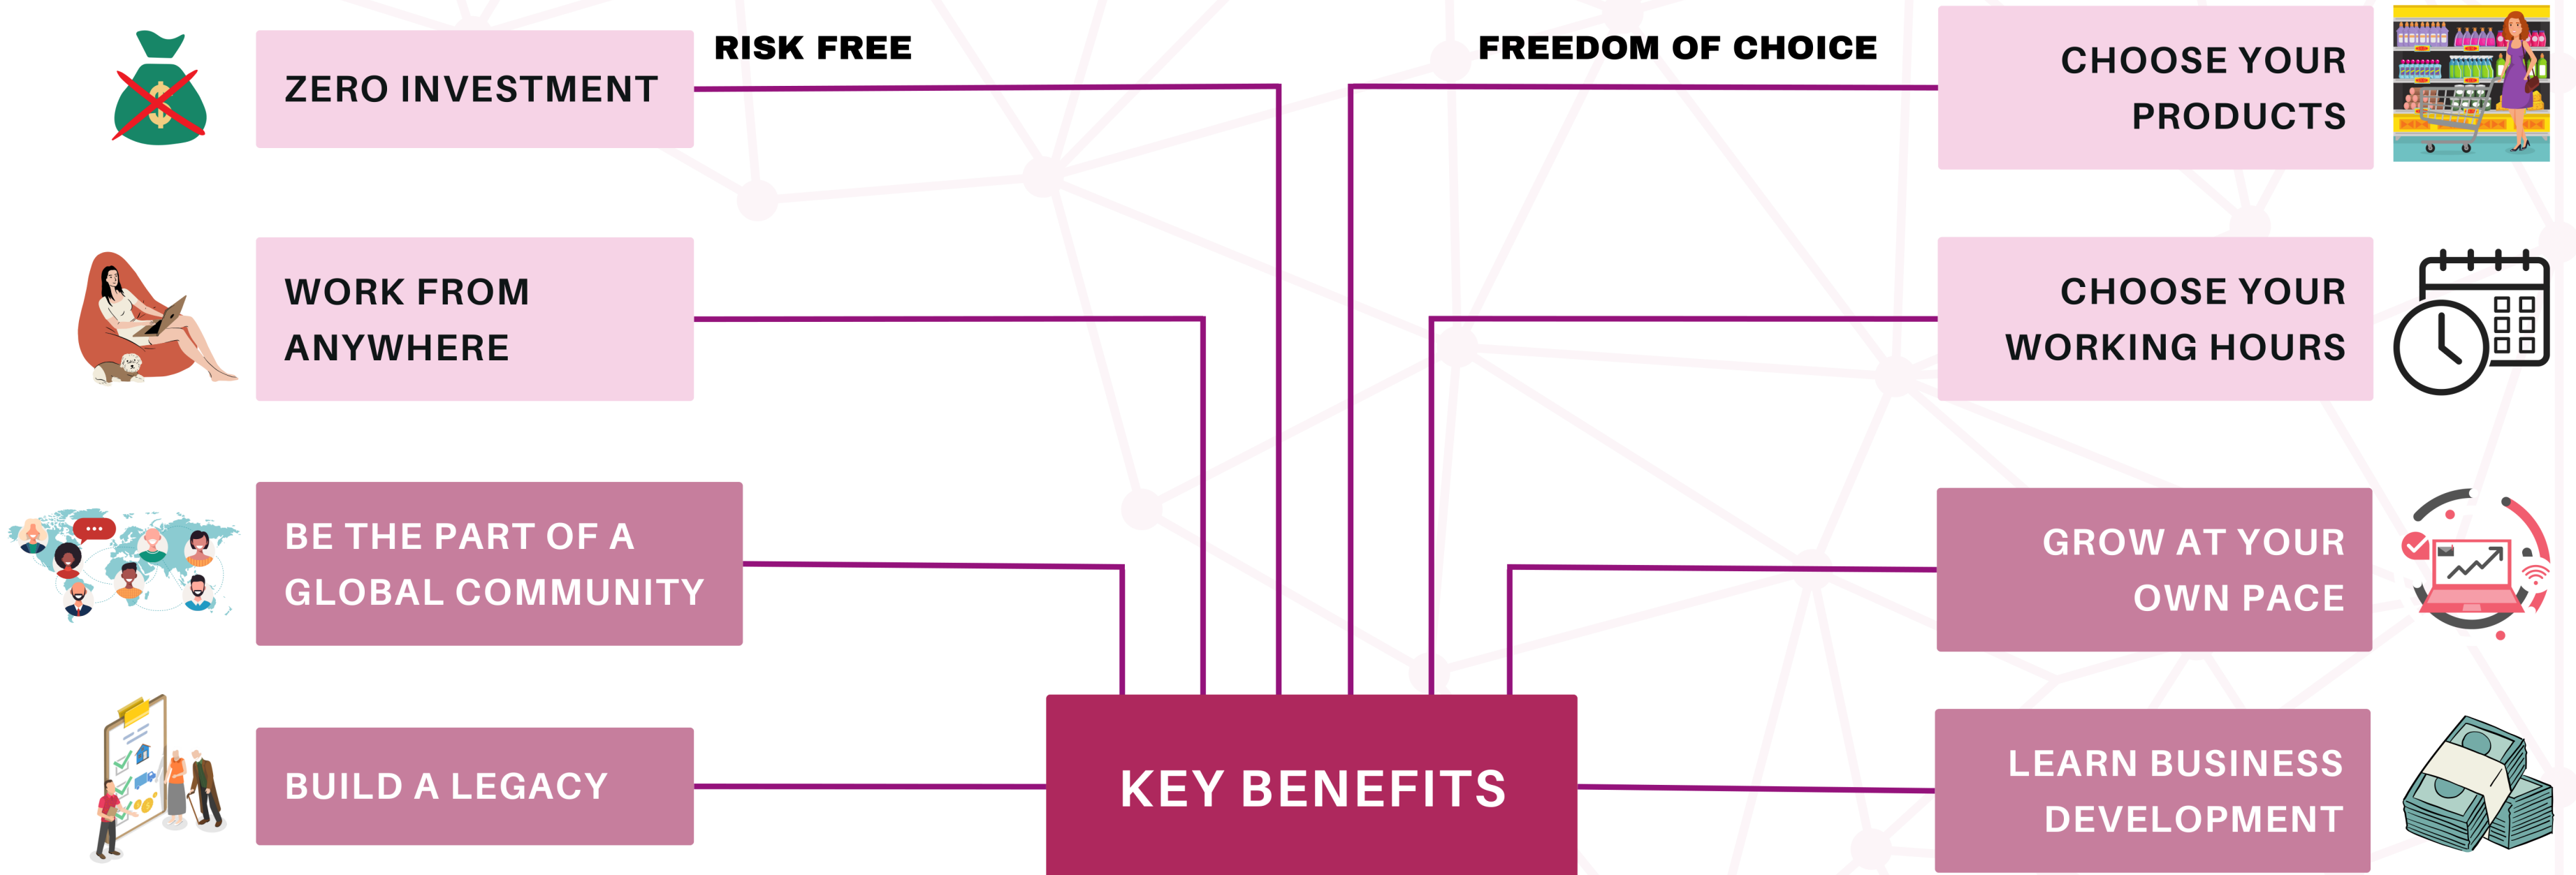 ZERO INVESTMENT
RISK FREE
WORK FROM
ANYWHERE
BE THE PART OF A
GLOBAL COMMUNITY
BUILD A LEGACY
KEY BENEFITS
FREEDOM OF CHOICE
CHOOSE YOUR
PRODUCTS
CHOOSE YOUR
WORKING HOURS
GROW AT YOUR
OWN PACE
LEARN BUSINESS
DEVELOPMENT